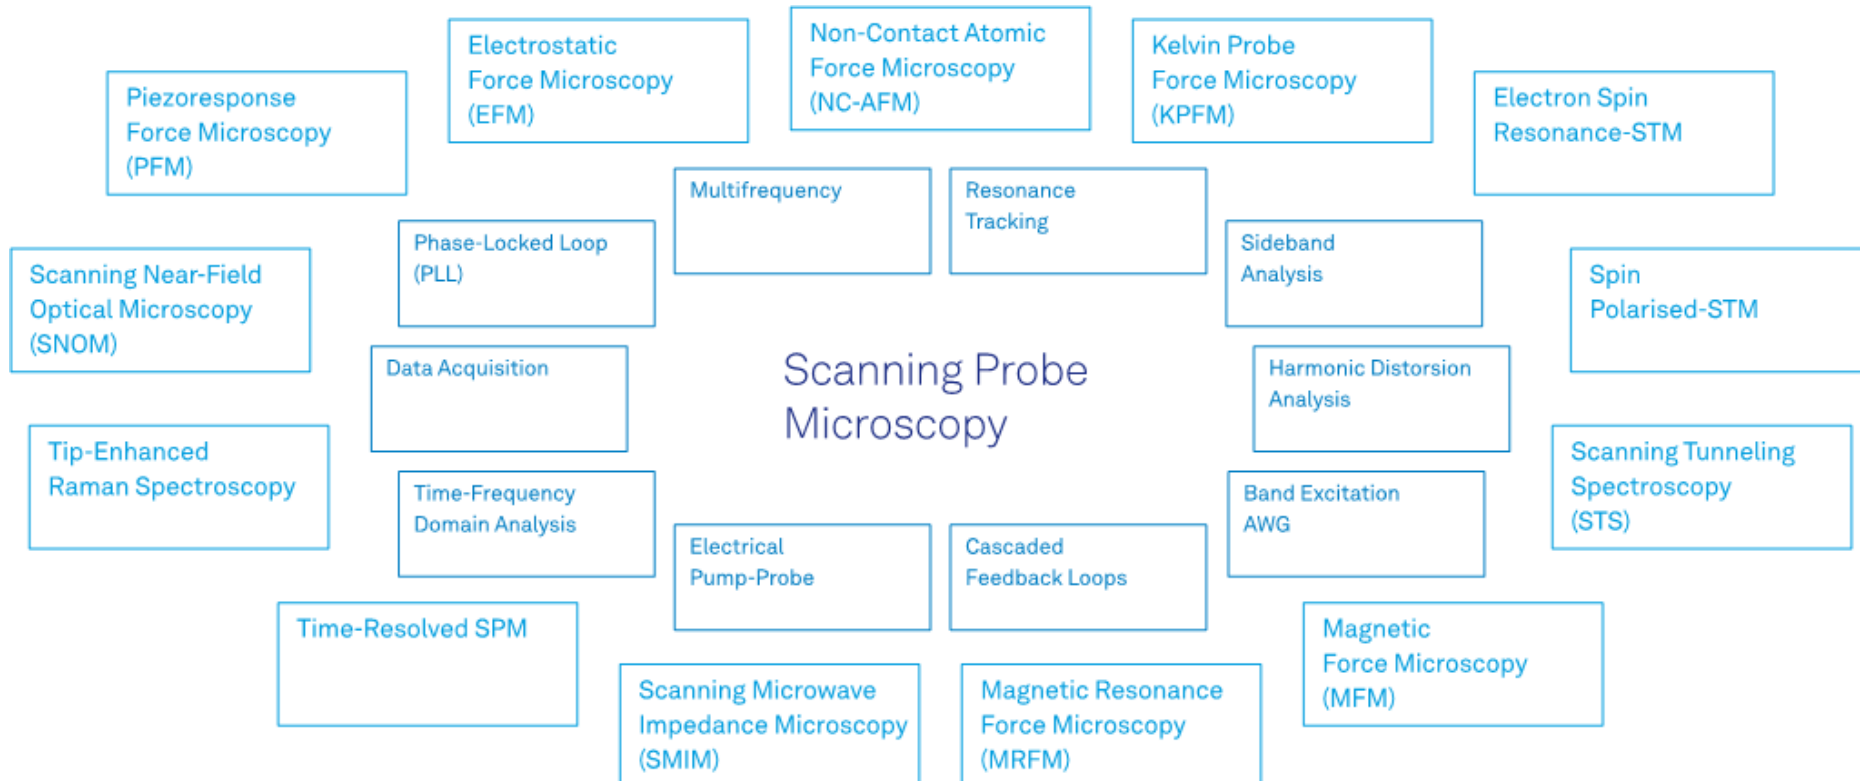 Non-Contact Atomic
Force Microscopy
(NC-AFM)
Electrostatic
Force Microscopy
(EFM)
Kelvin Probe
Force Microscopy
(KPFM)
Piezoresponse
Force Microscopy
(PFM)
Electron Spin
Resonance-STM
Multifrequency
Resonance
Tracking
Phase-Locked Loop
(PLL)
Sideband
Analysis
Scanning Near-Field
Optical Microscopy
(SNOM)
Spin
Polarised-STM
Data Acquisition
Scanning Probe
Microscopy
Harmonic Distorsion
Analysis
Tip-Enhanced
Raman Spectroscopy
Scanning Tunneling
Spectroscopy
(STS)
Time-Frequency
Domain Analysis
Band Excitation
AWG
Electrical
Pump-Probe
Cascaded
Feedback Loops
Time-Resolved SPM
Magnetic
Force Microscopy
(MFM)
Scanning Microwave
Impedance Microscopy
(SMIM)
Magnetic Resonance
Force Microscopy
(MRFM)